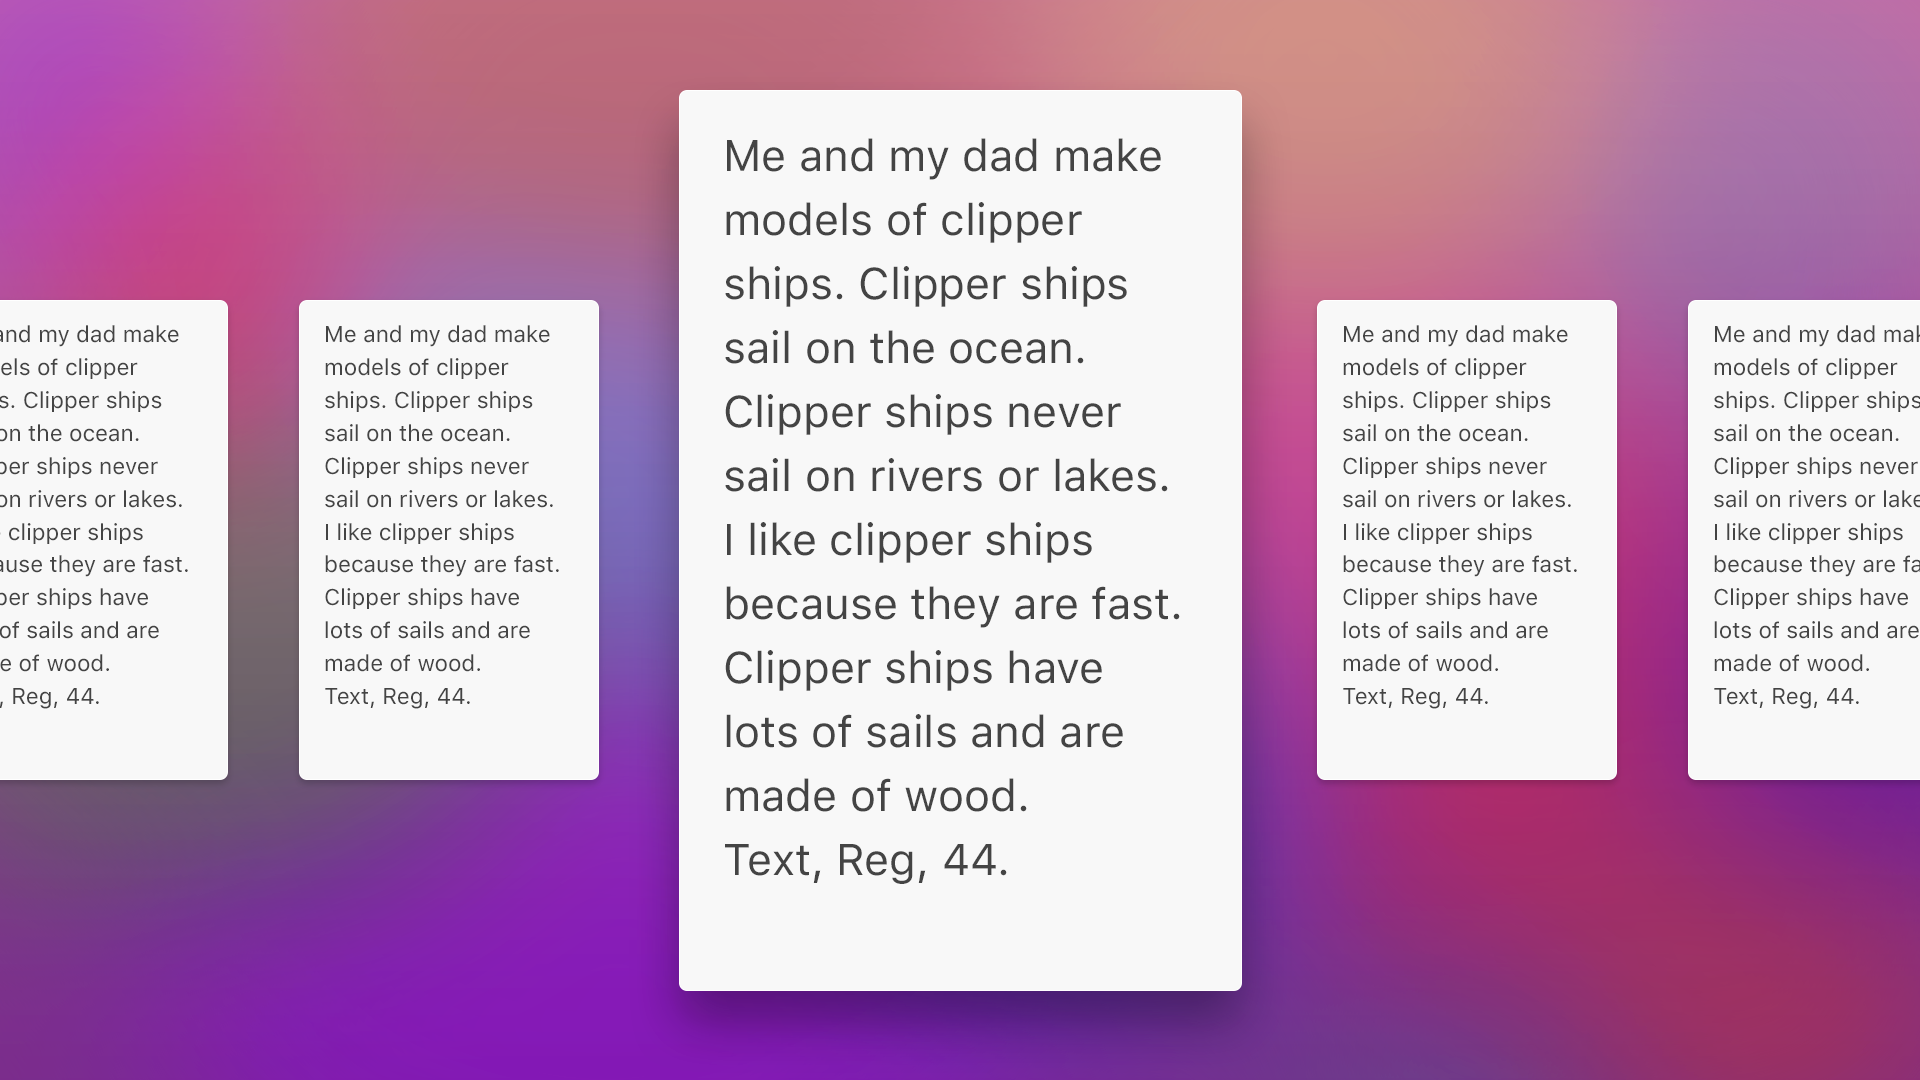 and my dad make
of clipper
Clipper ships
on the ocean.
ships never
on rivers or lakes.
clipper ships
they are fast.
ships have
of sails and are
of wood.
Reg, 44.
Me and my dad make
models of clipper
ships. Clipper ships
sail on the ocean.
Clipper ships never
sail on rivers or lakes.
I like clipper ships
because they are fast.
Clipper ships have
lots of sails and are
made of wood.
Text, Reg, 44.
Me and my dad make
models of clipper
ships. Clipper ships
sail on the ocean.
Clipper ships never
sail on rivers or lakes.
I like clipper ships
because they are fast.
Clipper ships have
lots of sails and are
made of wood.
Text, Reg, 44.
Me and my dad make
models of clipper
ships. Clipper ships
sail on the ocean.
Clipper ships never
sail on rivers or lakes.
I like clipper ships
because they are fast.
Clipper ships have
lots of sails and are
made of wood.
Text, Reg, 44.
Me and my dad
models of clipper
ships. Clipper ships
sail on the ocean.
Clipper ships never
sail on rivers or
I like clipper ships
because they are
Clipper ships have
lots of sails and are
made of wood.
Text, Reg, 44.